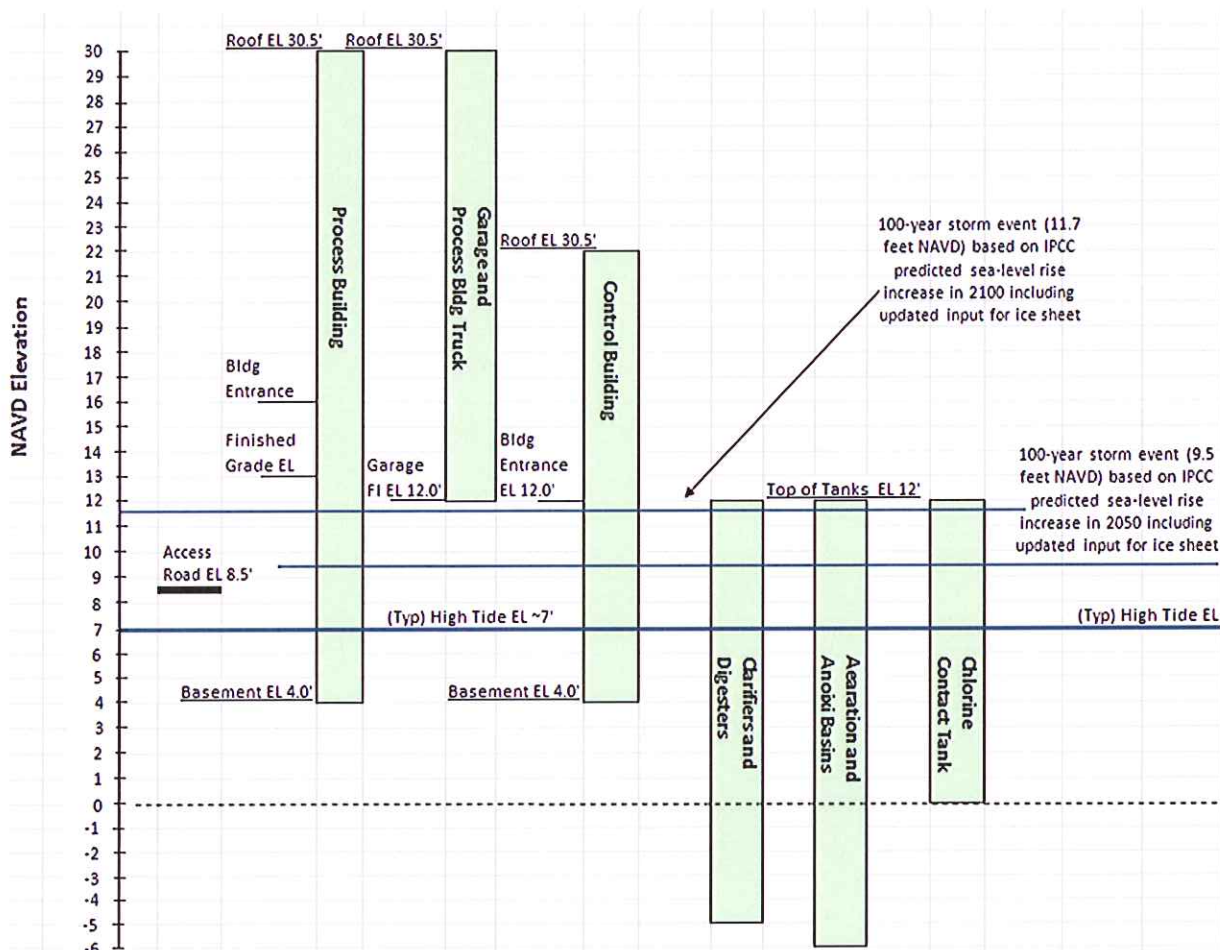 Roof EL 30.5' Roof EL 30.5'
30
29
28
27
26
25
24
23
22
21
20
19
18
17
16
15
14
13
12
11
10
9
8
7
6
5
4
3
2
1
0
-1
-2
-3
-4
-5
-6
NAVD Elevation
Process Building
Garage and
Process Bldg Truck
Roof EL 30.5'
Control Building
Bldg
Entrance
Finished
Grade EL
Garage
Fl EL 12.0'
Bldg
Entrance
EL 12.0'
100-year storm event (11.7
feet NAVD) based on IPCC
predicted sea-level rise
increase in 2100 including
updated input for ice sheet
100-year storm event (9.5
feet NAVD) based on IPCC
predicted sea-level rise
increase in 2050 including
updated input for ice sheet
Top of Tanks EL 12'
Access
Road EL 8.5'
(Typ) High Tide EL ~7'
(Typ) High Tide EL
Basement EL 4.0'
Basement EL 4.0'
Clarifiers and
Digesters
Aearation and
Anoixi Basins
Chlorine
Contact Tank